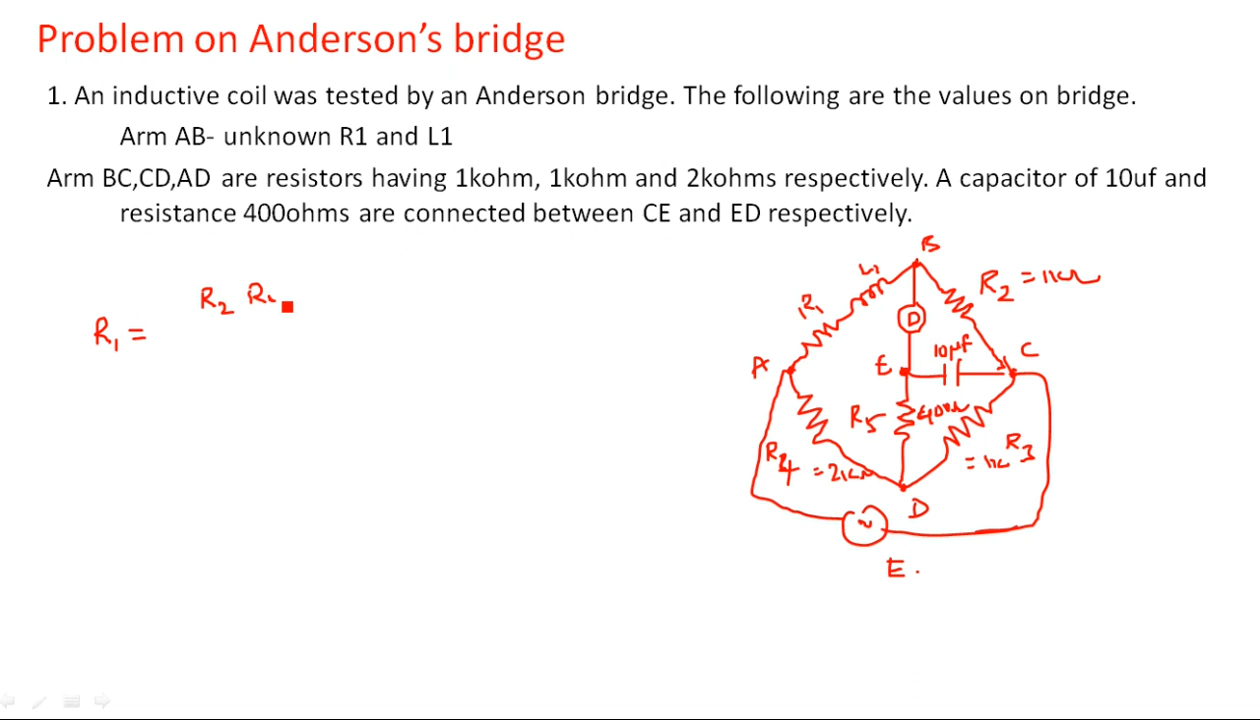 Problem on Anderson's bridge
1. An inductive coil was tested by an Anderson bridge. The following are the values on bridge.
Arm AB- unknown R1 and L1
Arm BC,CD,AD are resistors having 1kohm, 1kohm and 2kohms respectively. A capacitor of 10uf and
resistance 400ohms are connected between CE and ED respectively.
B
L1
R2 = 1kΩ
R1
R2 R4
R1 =
D
10μf
C
A
E
R5
400Ω
R3
= 1k
R4 = 2kΩ
D
~
E.